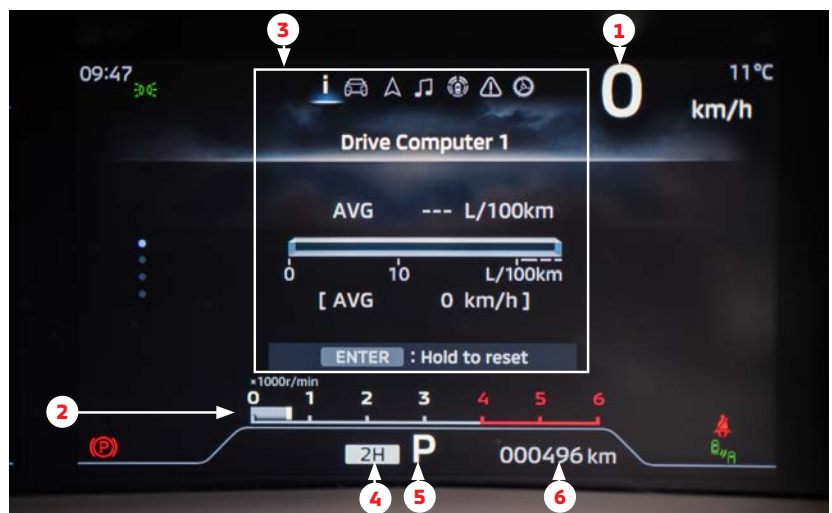 3
1
09:47
i
0
11°C
km/h
Drive Computer 1
AVG --- L/100km
0 10 L/100km
[ AVG 0 km/h ]
ENTER : Hold to reset
×1000r/min
0 1 2 3 4 5 6
2
(P)
2H P 000496 km
4 5 6